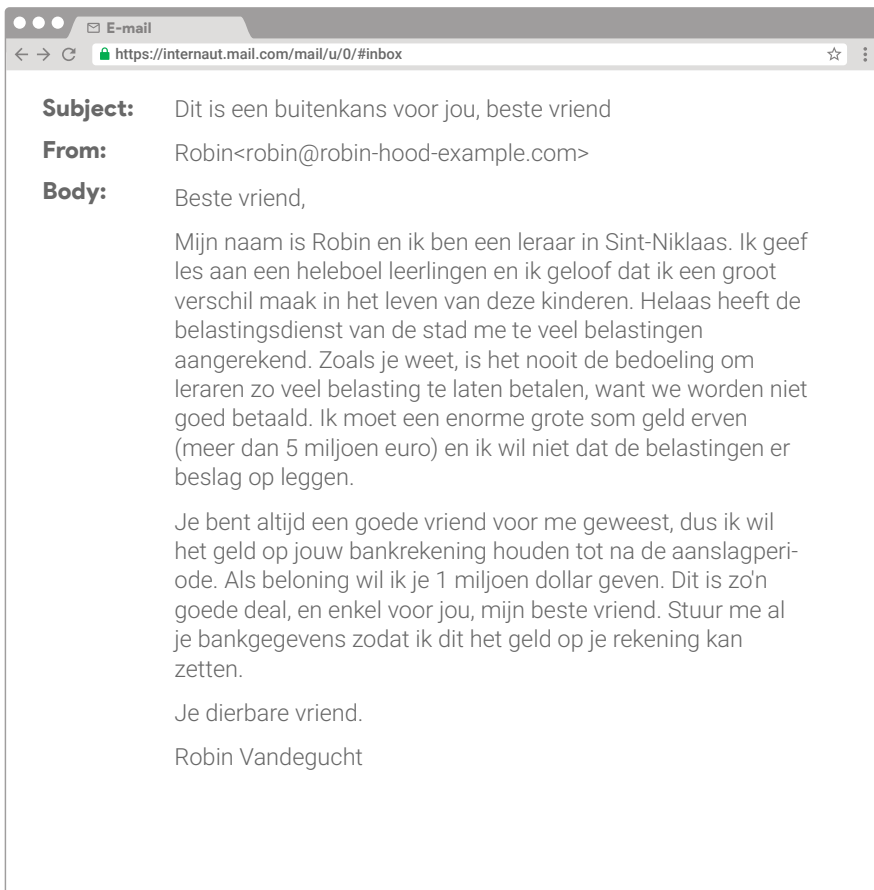 E-mail
https://internaut.mail.com/mail/u/0/#inbox
Subject: Dit is een buitenkans voor jou, beste vriend
From: Robin<robin@robin-hood-example.com>
Body: Beste vriend,
Mijn naam is Robin en ik ben een leraar in Sint-Niklaas. Ik geef
les aan een heleboel leerlingen en ik geloof dat ik een groot
verschil maak in het leven van deze kinderen. Helaas heeft de
belastingsdienst van de stad me te veel belastingen
aangerekend. Zoals je weet, is het nooit de bedoeling om
leraren zo veel belasting te laten betalen, want we worden niet
goed betaald. Ik moet een enorme grote som geld erven
(meer dan 5 miljoen euro) en ik wil niet dat de belastingen er
beslag op leggen.
Je bent altijd een goede vriend voor me geweest, dus ik wil
het geld op jouw bankrekening houden tot na de aanslagperi-
ode. Als beloning wil ik je 1 miljoen dollar geven. Dit is zo'n
goede deal, en enkel voor jou, mijn beste vriend. Stuur me al
je bankgegevens zodat ik dit het geld op je rekening kan
zetten.
Je dierbare vriend.
Robin Vandegucht